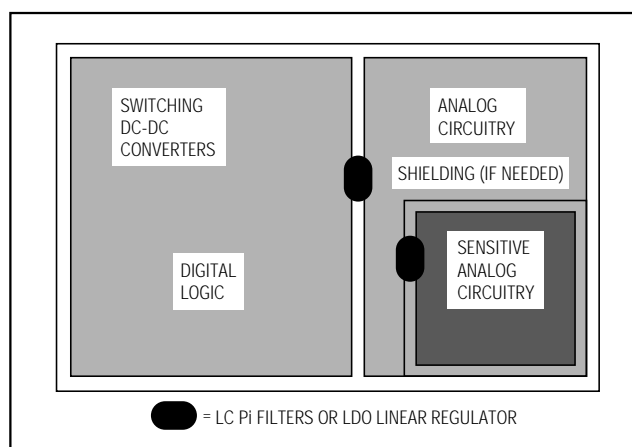 SWITCHING
DC-DC
CONVERTERS
ANALOG
CIRCUITRY
SHIELDING (IF NEEDED)
DIGITAL
LOGIC
SENSITIVE
ANALOG
CIRCUITRY
= LC Pi FILTERS OR LDO LINEAR REGULATOR